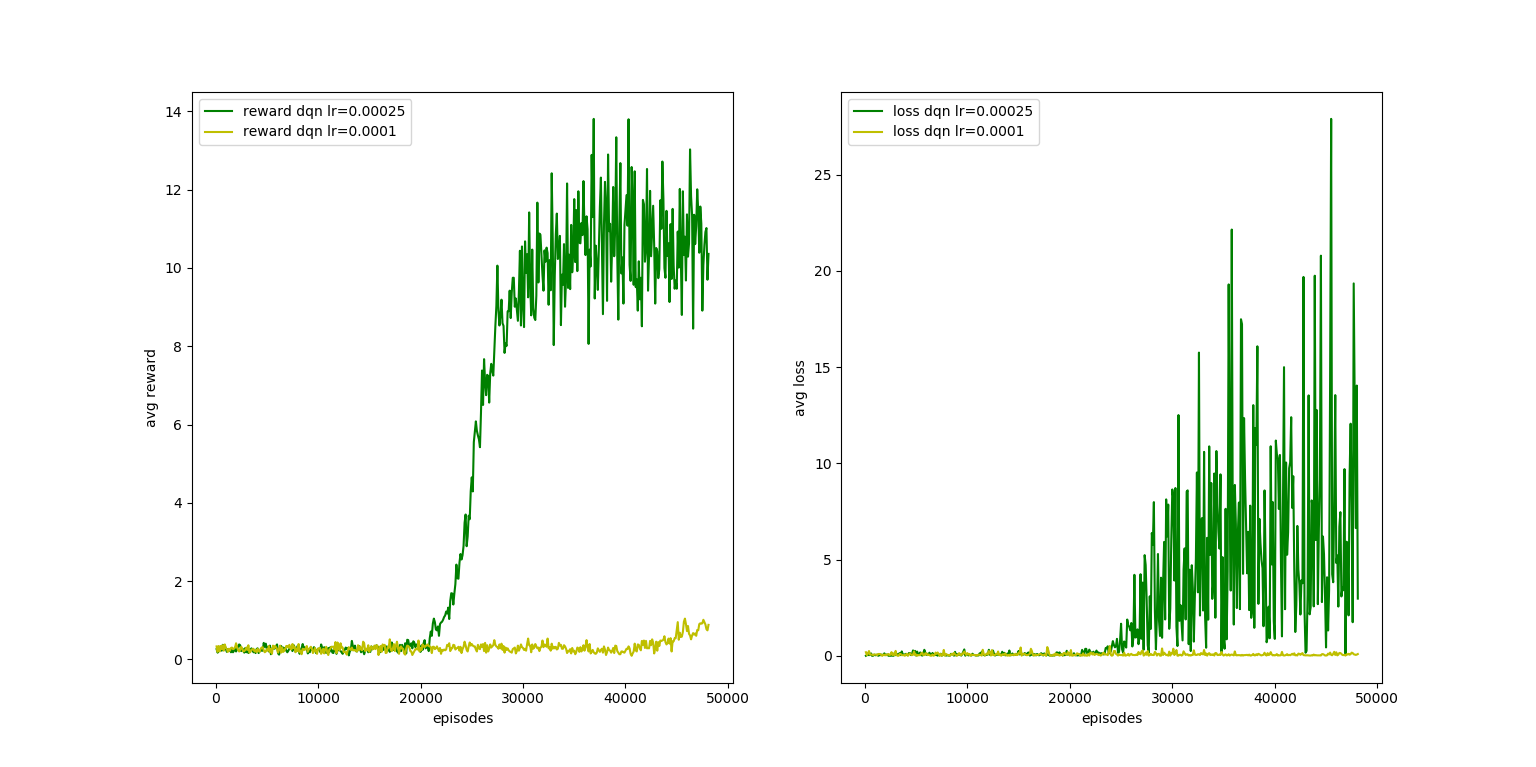 reward dqn lr=0.00025
reward dqn lr=0.0001
14
12
10
8
6
4
2
0
avg reward
0 10000 20000 30000 40000 50000
episodes
loss dqn lr=0.00025
loss dqn lr=0.0001
25
20
15
10
5
0
avg loss
0 10000 20000 30000 40000 50000
episodes